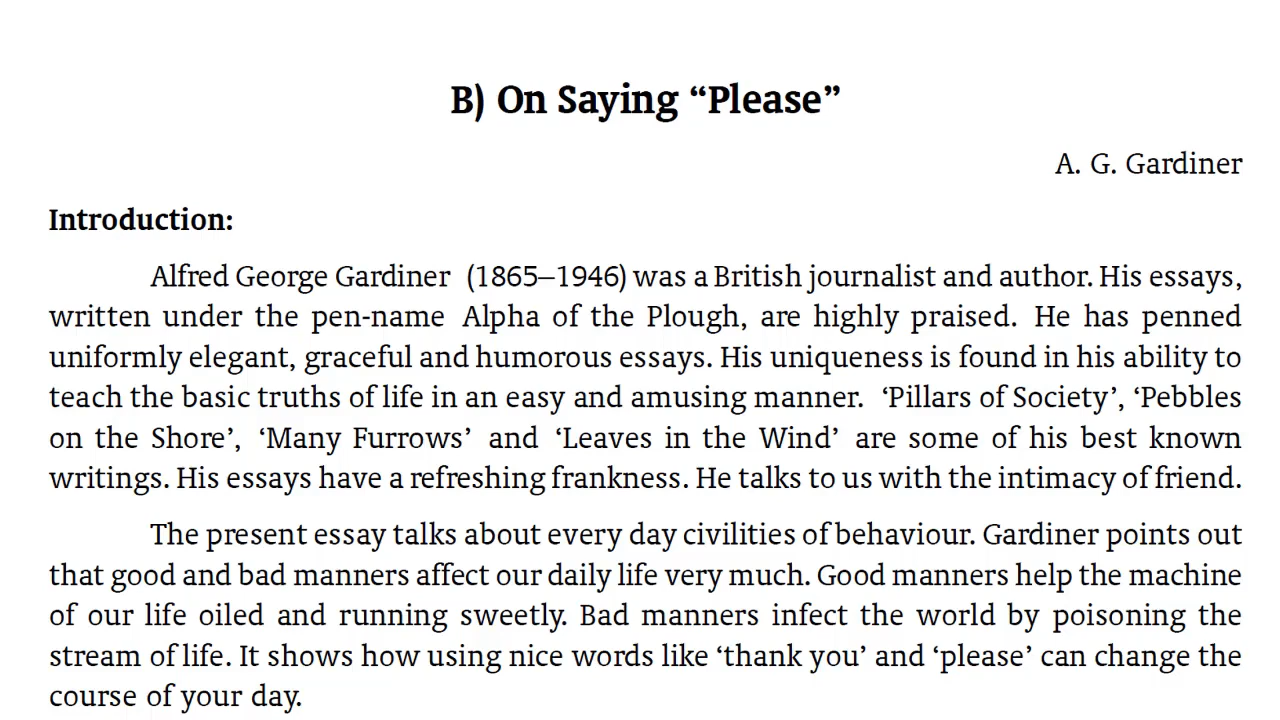 B) On Saying “Please”
A. G. Gardiner
Introduction:
Alfred George Gardiner (1865–1946) was a British journalist and author. His essays,
written under the pen-name Alpha of the Plough, are highly praised. He has penned
uniformly elegant, graceful and humorous essays. His uniqueness is found in his ability to
teach the basic truths of life in an easy and amusing manner. ‘Pillars of Society’, ‘Pebbles
on the Shore’, ‘Many Furrows’ and ‘Leaves in the Wind’ are some of his best known
writings. His essays have a refreshing frankness. He talks to us with the intimacy of friend.
The present essay talks about every day civilities of behaviour. Gardiner points out
that good and bad manners affect our daily life very much. Good manners help the machine
of our life oiled and running sweetly. Bad manners infect the world by poisoning the
stream of life. It shows how using nice words like ‘thank you’ and ‘please’ can change the
course of your day.